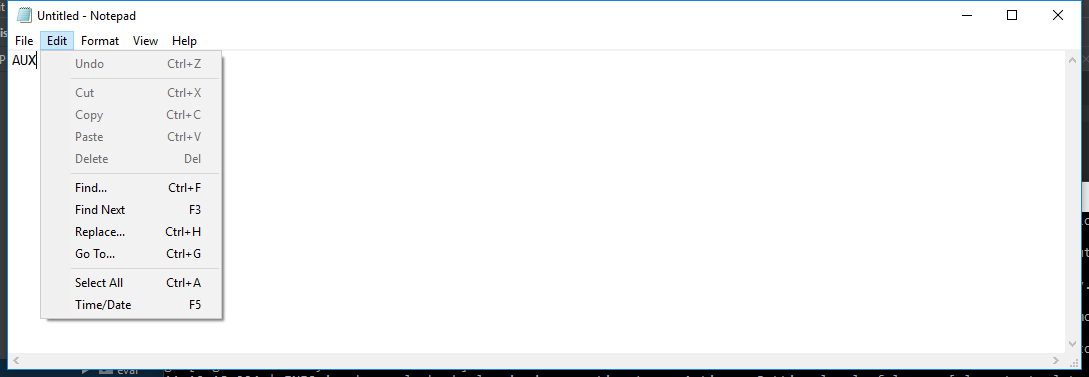 Untitled - Notepad
File Edit Format View Help
AUX
Undo Ctrl+Z
Cut Ctrl+X
Copy Ctrl+C
Paste Ctrl+V
Delete Del
Find... Ctrl+F
Find Next F3
Replace... Ctrl+H
Go To... Ctrl+G
Select All Ctrl+A
Time/Date F5